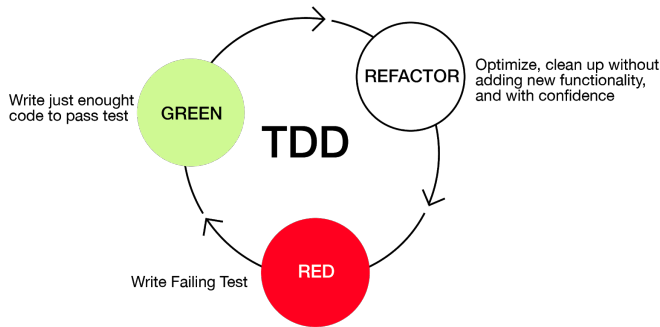 REFACTOR
Optimize, clean up without
adding new functionality,
and with confidence
Write just enought
code to pass test
GREEN
TDD
RED
Write Failing Test